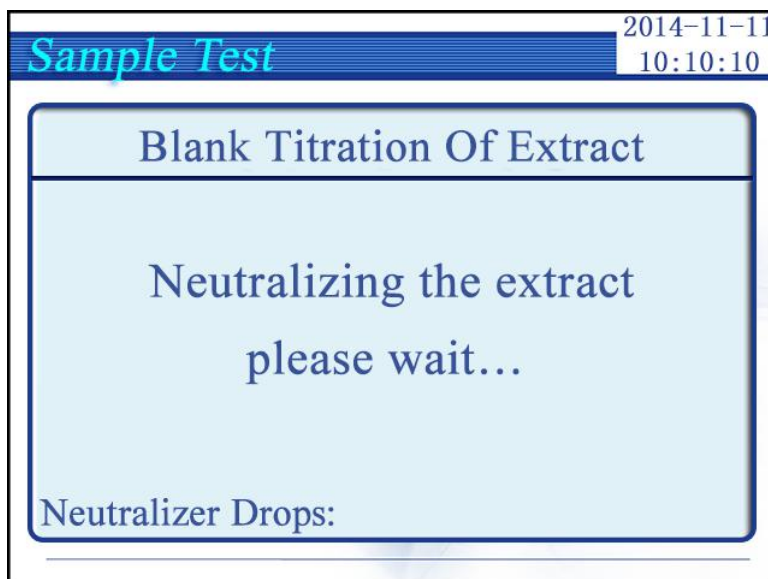 Sample Test
2014-11-11
10:10:10
Blank Titration Of Extract
Neutralizing the extract
please wait...
Neutralizer Drops: